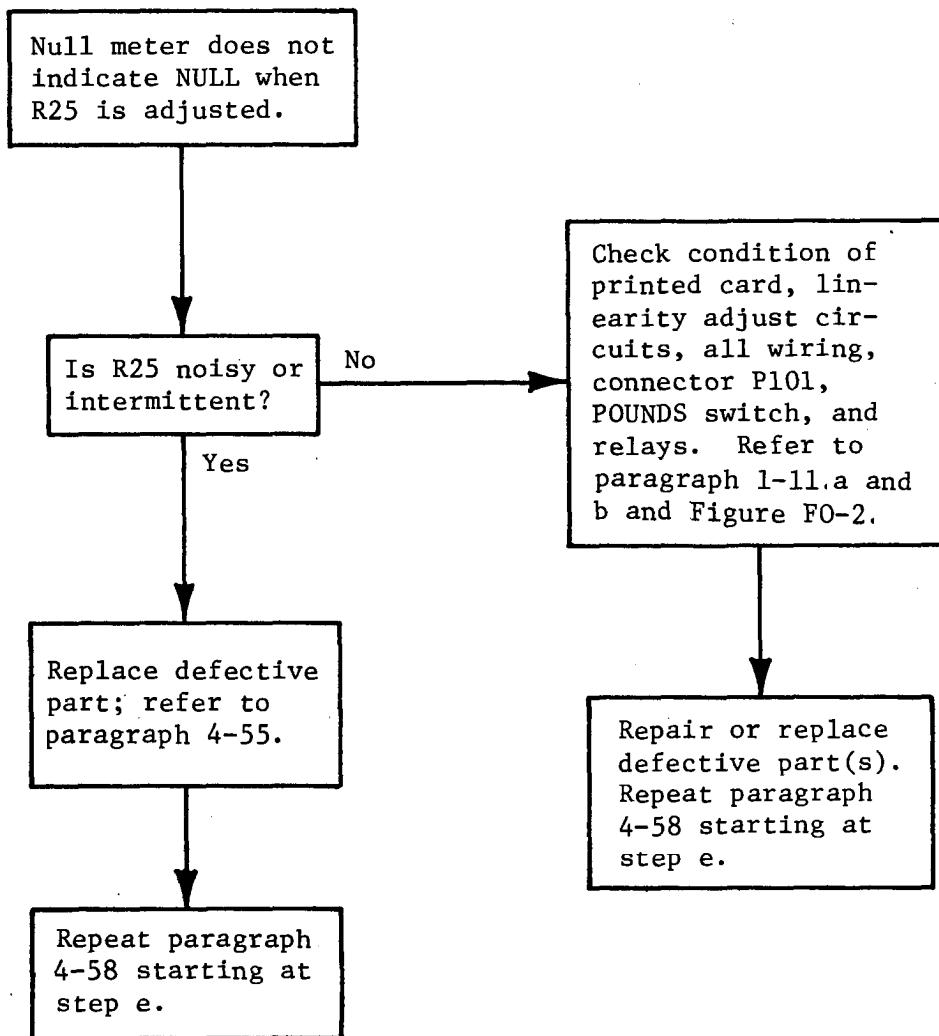 Null meter does not
indicate NULL when
R25 is adjusted.
Is R25 noisy or
intermittent?
No
Yes
Check condition of
printed card, lin-
earity adjust cir-
cuits, all wiring,
connector P101,
POUNDS switch, and
relays. Refer to
paragraph 1-11.a and
b and Figure FO-2.
Replace defective
part; refer to
paragraph 4-55.
Repair or replace
defective part(s).
Repeat paragraph
4-58 starting at
step e.
Repeat paragraph
4-58 starting at
step e.